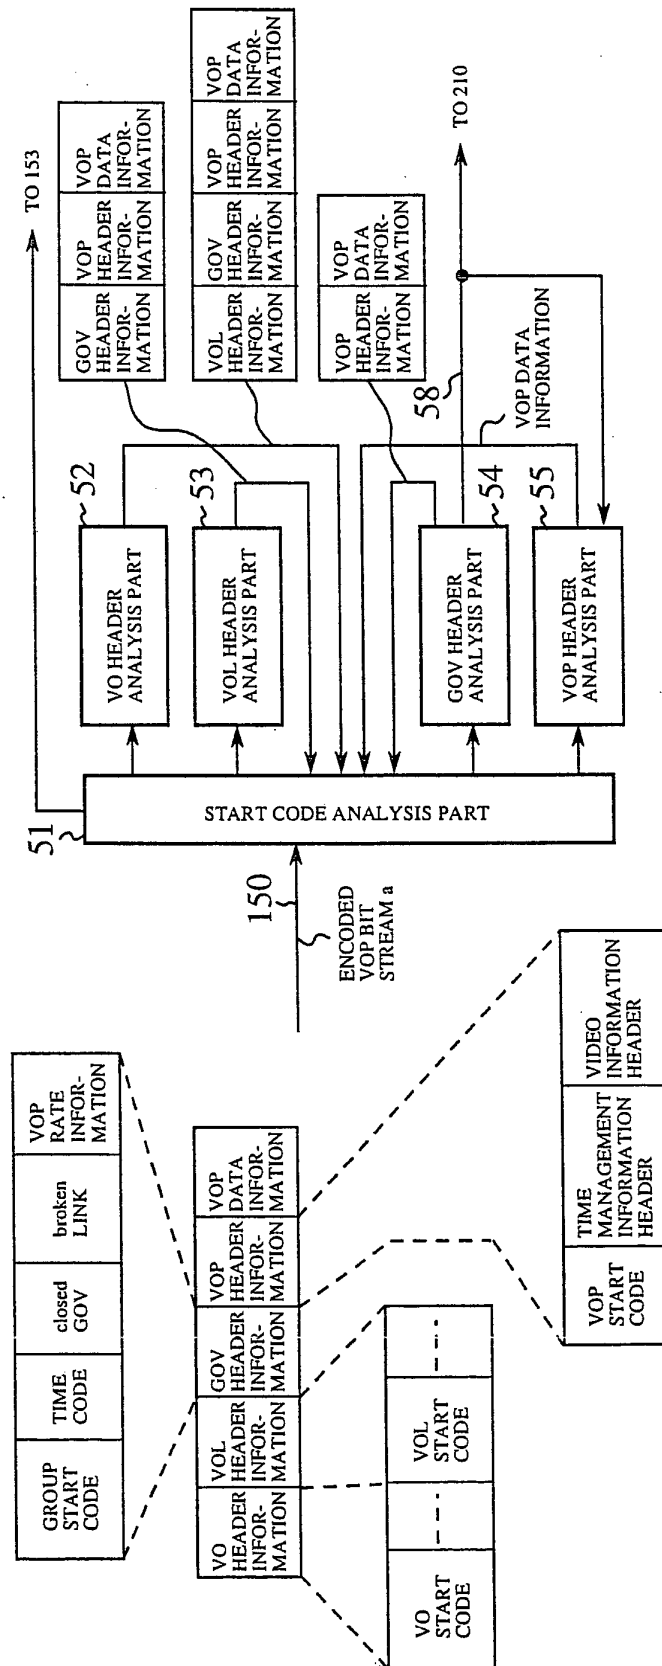 GROUP
START
CODE
TIME
CODE
closed
GOV
broken
LINK
VOP
RATE
INFOR-
MATION
VO
HEADER
INFOR-
MATION
VOL
HEADER
INFOR-
MATION
GOV
HEADER
INFOR-
MATION
VOP
HEADER
INFOR-
MATION
VOP
DATA
INFOR-
MATION
VO
START
CODE
VOL
START
CODE
VOP
START
CODE
TIME
MANAGEMENT
INFORMATION
HEADER
VIDEO
INFORMATION
HEADER
150
ENCODED
VOP BIT
STREAM a
51
START CODE ANALYSIS PART
TO 153
52
VO HEADER
ANALYSIS PART
53
VOL HEADER
ANALYSIS PART
54
GOV HEADER
ANALYSIS PART
55
VOP HEADER
ANALYSIS PART
GOV
HEADER
INFOR-
MATION
VOP
HEADER
INFOR-
MATION
VOP
DATA
INFOR-
MATION
VOL
HEADER
INFOR-
MATION
GOV
HEADER
INFOR-
MATION
VOP
HEADER
INFOR-
MATION
VOP
DATA
INFOR-
MATION
VOP
HEADER
INFOR-
MATION
VOP
DATA
INFOR-
MATION
58
VOP DATA
INFORMATION
TO 210